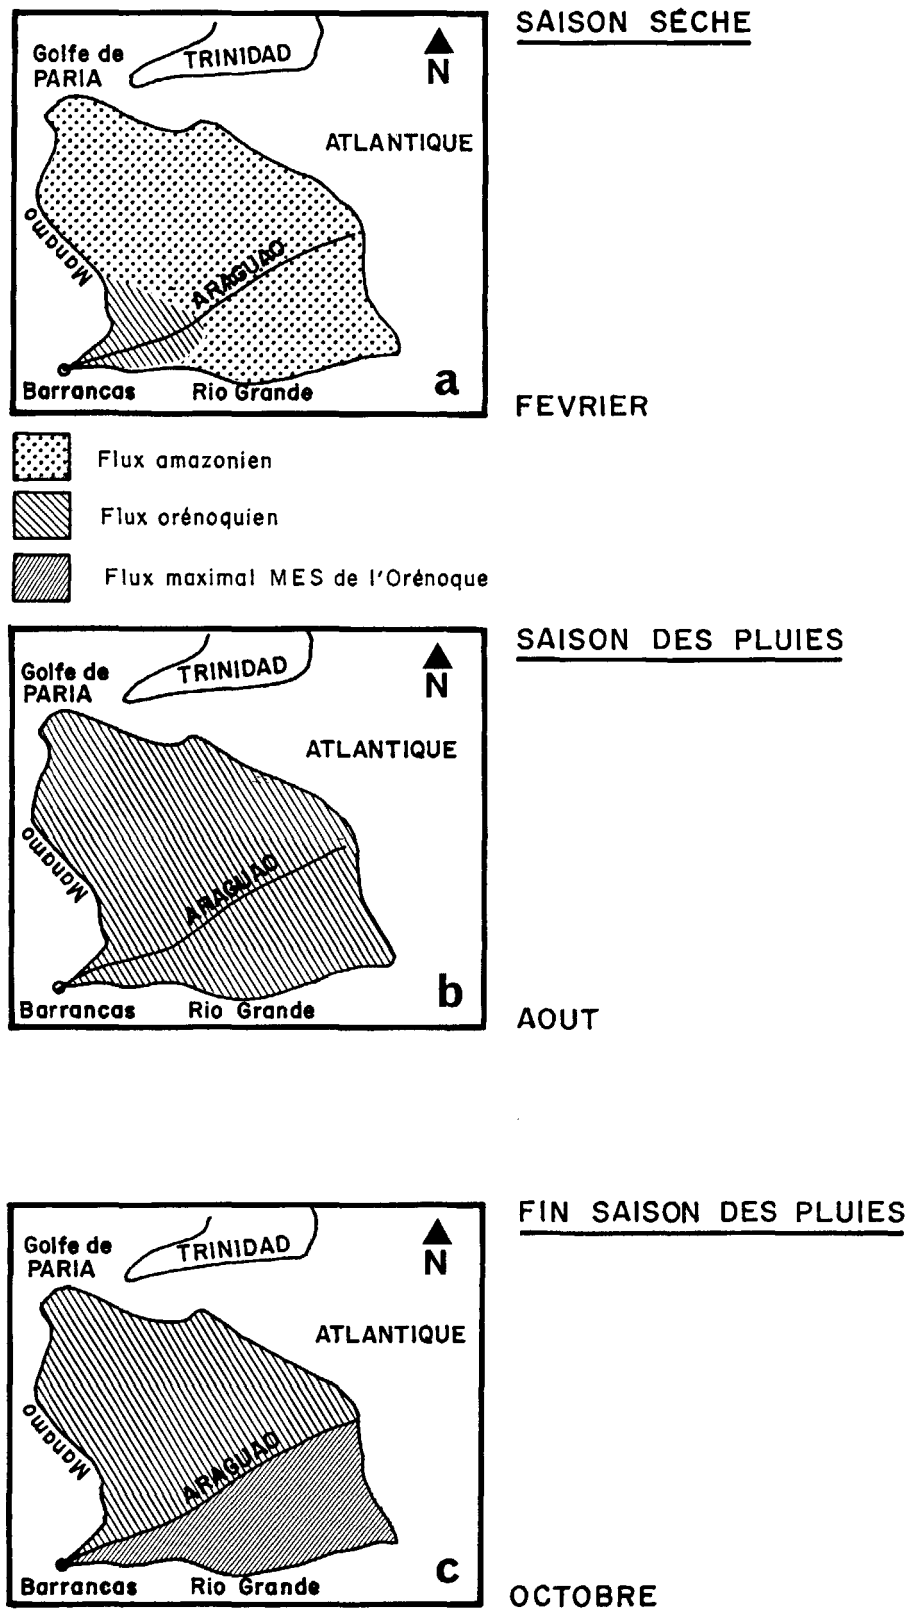 SAISON SÊCHE
Golfe de
PARIA
TRINIDAD
N
ATLANTIQUE
Manamo
ARAGUAO
Barrancas
Rio Grande
a
FEVRIER
Flux amazonien
Flux orénoquien
Flux maximal MES de l'Orénoque
SAISON DES PLUIES
Golfe de
PARIA
TRINIDAD
N
ATLANTIQUE
Manamo
ARAGUAO
Barrancas
Rio Grande
b
AOUT
FIN SAISON DES PLUIES
Golfe de
PARIA
TRINIDAD
N
ATLANTIQUE
Manamo
ARAGUAO
Barrancas
Rio Grande
c
OCTOBRE